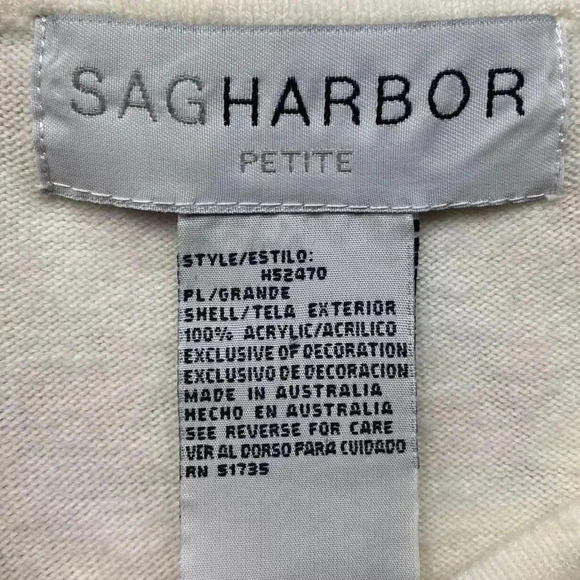 SAGHARBOR
PETITE
STYLE/ESTILO:
H52470
PL/GRANDE
SHELL/TELA EXTERIOR
100% ACRYLIC/ACRILICO
EXCLUSIVE OF DECORATION
EXCLUSIVO DE DECORACION
MADE IN AUSTRALIA
HECHO EN AUSTRALIA
SEE REVERSE FOR CARE
VER AL DORSO PARA CUIDADO
RN 51735